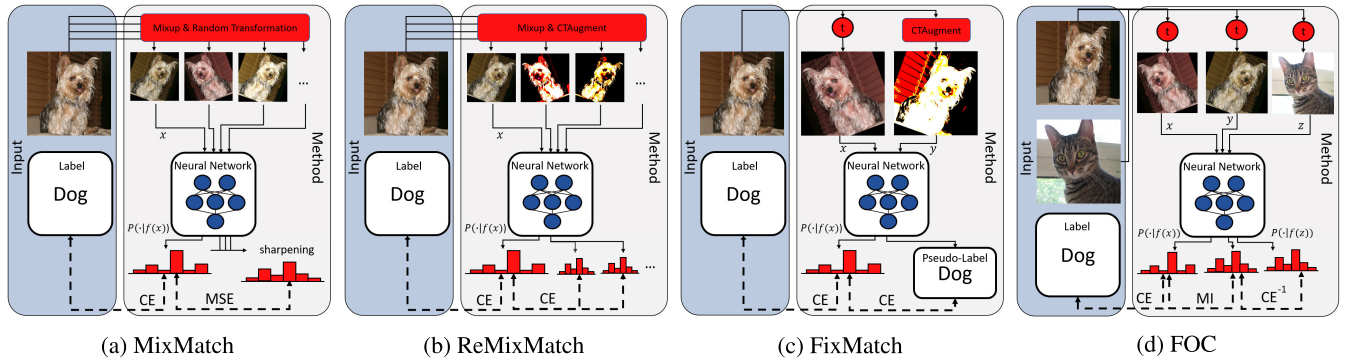 Mixup & Random Transformation
...
Input
Method
x
Label
Dog
Neural Network
P(·|f(x))
sharpening
CE
MSE
(a) MixMatch
Mixup & CTAugment
...
Input
Method
x
Label
Dog
Neural Network
P(·|f(x))
...
CE
CE
(b) ReMixMatch
t
CTAugment
Input
Method
x
y
Label
Dog
Neural Network
P(·|f(x))
Pseudo-Label
Dog
CE
CE
(c) FixMatch
t
t
t
Input
Method
x
y
z
Label
Dog
Neural Network
P(·|f(x))
P(·|f(z))
CE
MI
CE⁻¹
(d) FOC